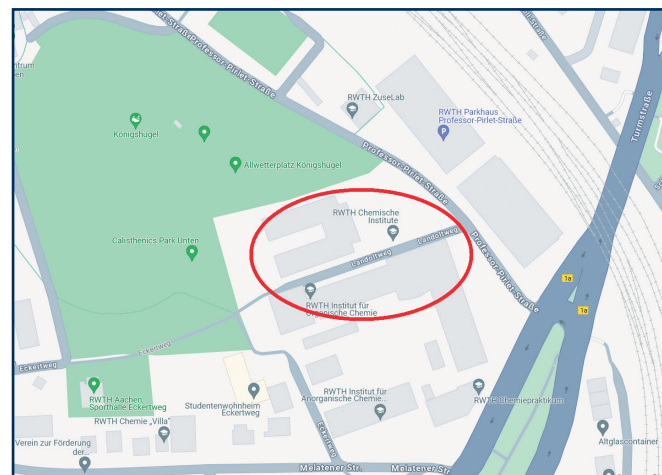 Pirlet-Straße
Professor-Pirlet-Straße
RWTH ZuseLab
RWTH Parkhaus
Professor-Pirlet-Straße
P
Turmstraße
Königshügel
Allwetterplatz Königshügel
Professor-Pirlet-Straße
RWTH Chemische
Institute
Calisthenics Park Unten
Landoltweg
Landoltweg
Professor-Pirlet-Straße
1a
1a
RWTH Institut für
Organische Chemie
Eckertweg
Eckertweg
RWTH Aachen,
Sporthalle Eckertweg
Studentenwohnheim
Eckertweg
RWTH Institut für
Anorganische Chemie...
RWTH Chemiepraktikum
RWTH Chemie „Villa“
Eckertweg
Verein zur Förderung
der...
Altglascontainer
Melatener Str.
Melatener Str.